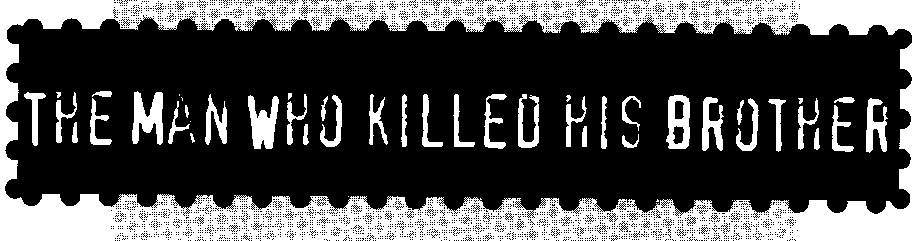 THE MAN WHO KILLED HIS BROTHER